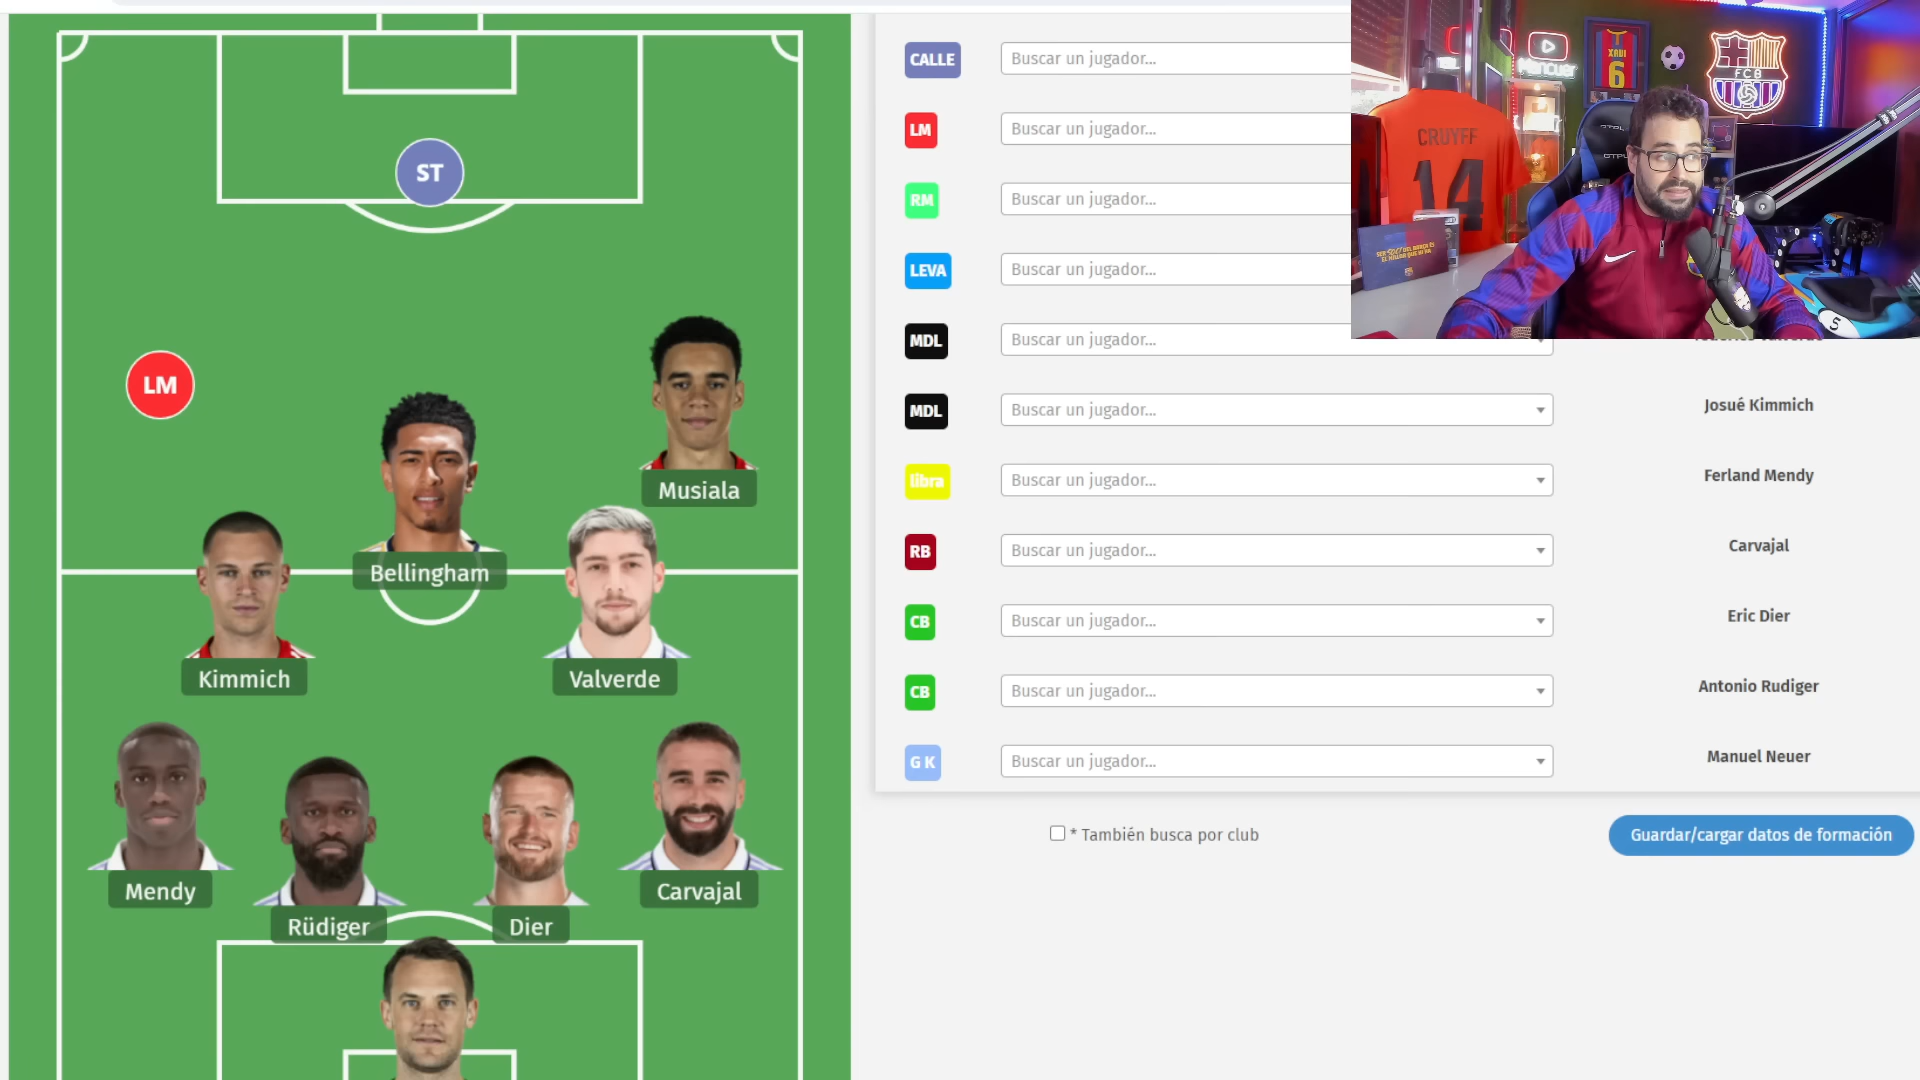 CALLE
Buscar un jugador...
LM
Buscar un jugador...
RM
Buscar un jugador...
LEVA
Buscar un jugador...
MDL
Buscar un jugador...
MDL
Buscar un jugador...
Josué Kimmich
libra
Buscar un jugador...
Ferland Mendy
RB
Buscar un jugador...
Carvajal
CB
Buscar un jugador...
Eric Dier
CB
Buscar un jugador...
Antonio Rudiger
G K
Buscar un jugador...
Manuel Neuer
* También busca por club
Guardar/cargar datos de formación
ST
LM
Musiala
Bellingham
Kimmich
Valverde
Mendy
Rüdiger
Dier
Carvajal
CRUYFF
14
XAVI
6
FCB
5